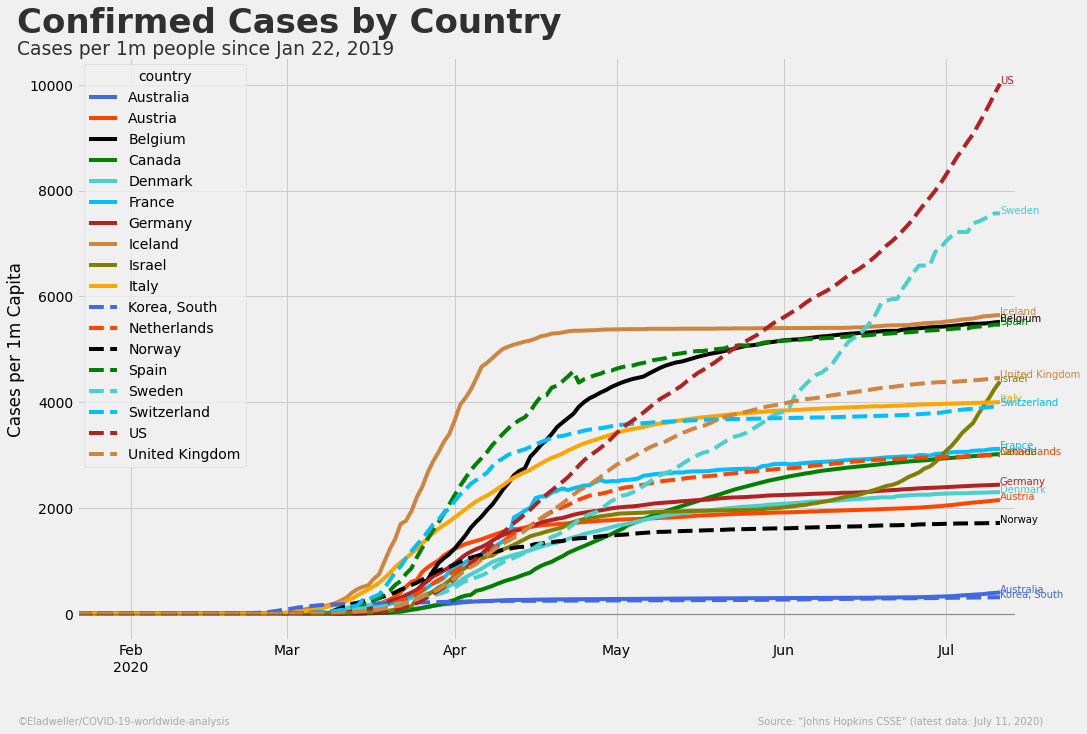 Confirmed Cases by Country
Cases per 1m people since Jan 22, 2019
Cases per 1m Capita
10000
8000
6000
4000
2000
0
country
Australia
Austria
Belgium
Canada
Denmark
France
Germany
Iceland
Israel
Italy
Korea, South
Netherlands
Norway
Spain
Sweden
Switzerland
US
United Kingdom
US
Sweden
Iceland
Belgium
Spain
United Kingdom
Israel
Italy
Switzerland
France
Canada
Netherlands
Germany
Denmark
Austria
Norway
Australia
Korea, South
Feb
2020
Mar
Apr
May
Jun
Jul
©Eladweller/COVID-19-worldwide-analysis
Source: "Johns Hopkins CSSE" (latest data: July 11, 2020)